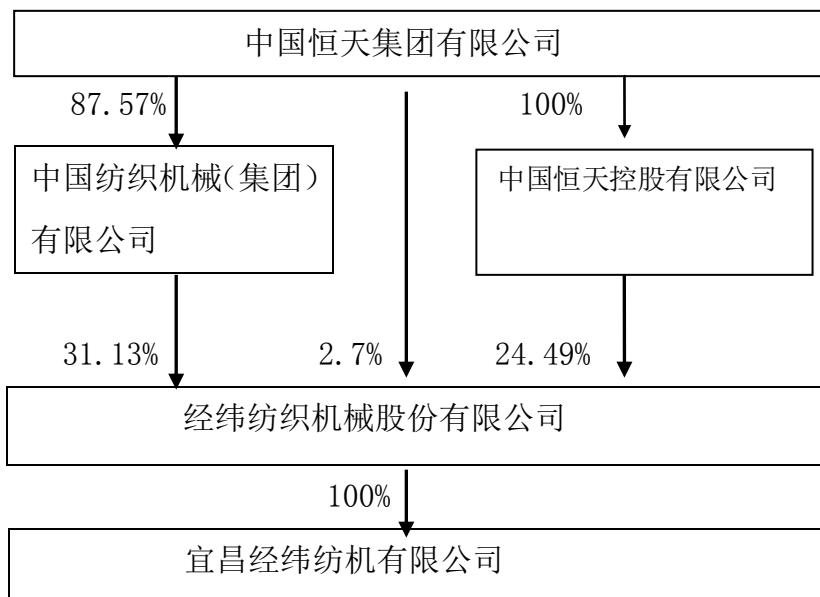 中国恒天集团有限公司
87.57%
100%
中国纺织机械(集团)
有限公司
中国恒天控股有限公司
31.13%
2.7%
24.49%
经纬纺织机械股份有限公司
100%
宜昌经纬纺机有限公司